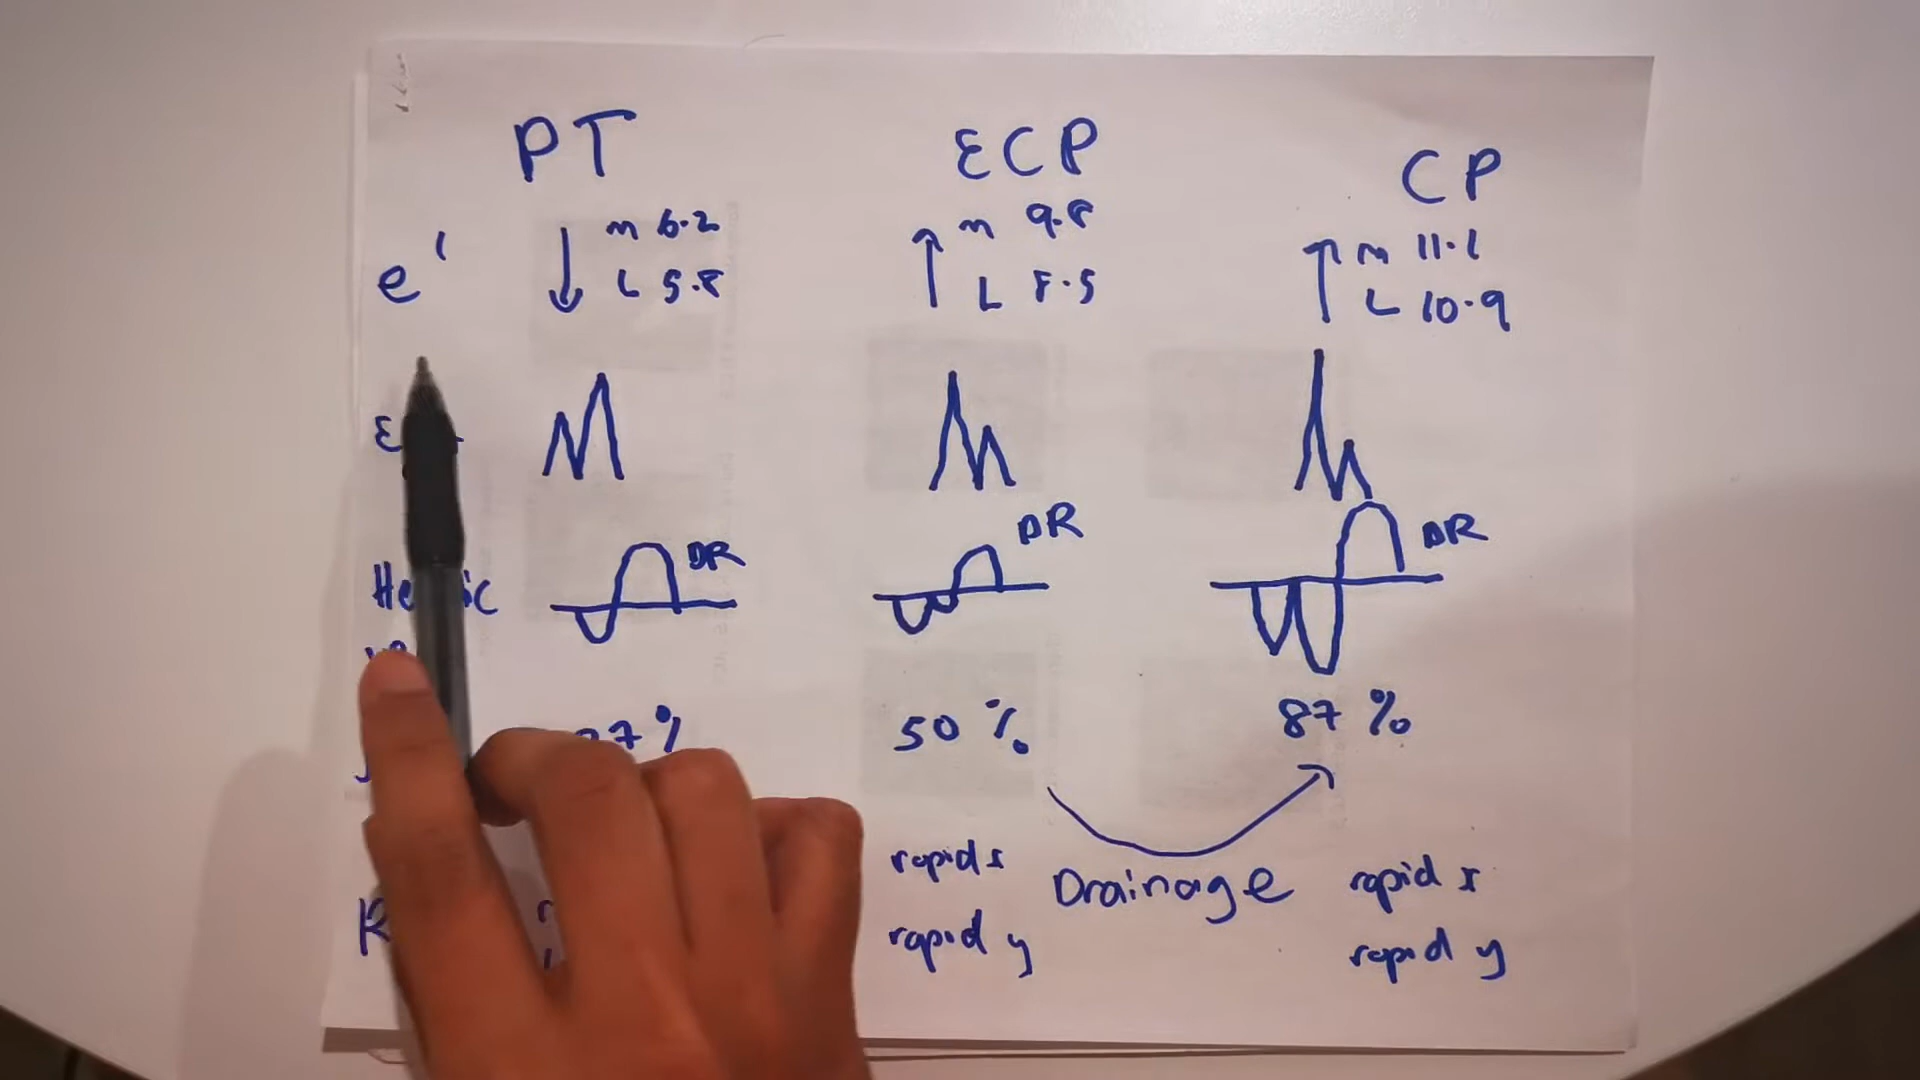 PT ECP CP
m 6.2 m 9.8 m 11.1
e' L 5.8 L 8.5 L 10.9
DR DR DR
50% 87%
rapid x rapid x
Drainage
rapid y rapid y